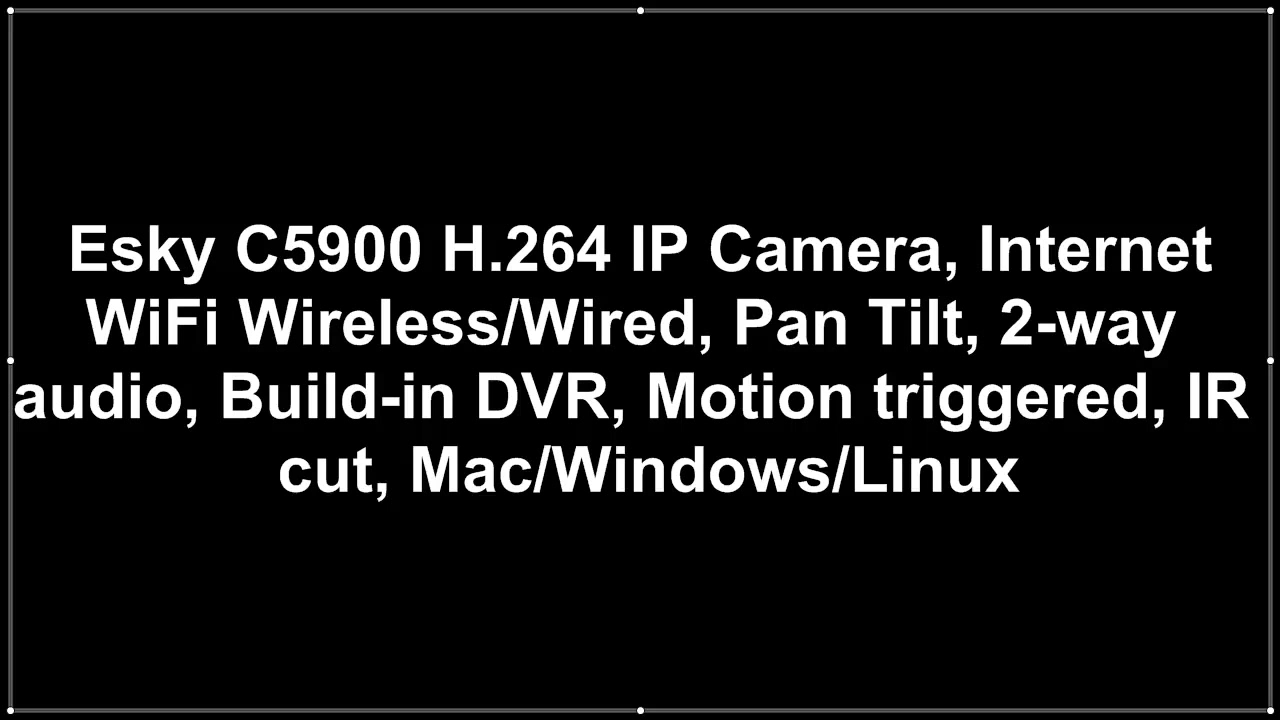 Esky C5900 H.264 IP Camera, Internet
WiFi Wireless/Wired, Pan Tilt, 2-way
audio, Build-in DVR, Motion triggered, IR
cut, Mac/Windows/Linux